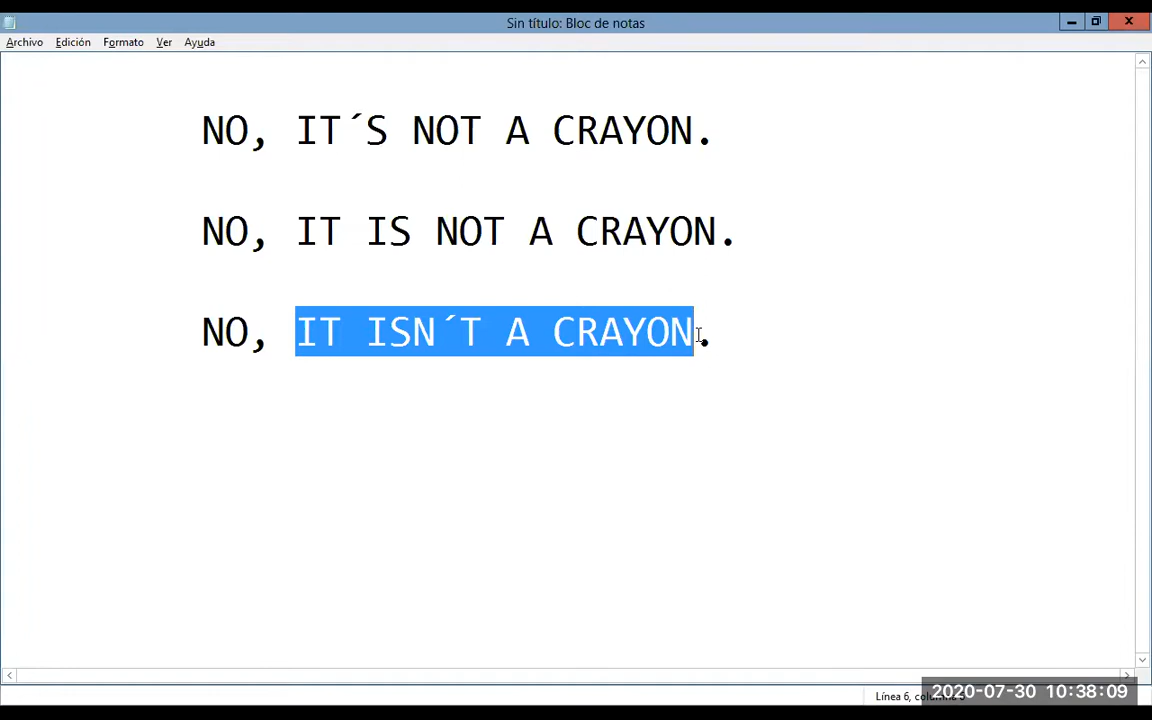 Sin título: Bloc de notas
Archivo Edición Formato Ver Ayuda
NO, IT´S NOT A CRAYON.
NO, IT IS NOT A CRAYON.
NO, IT ISN´T A CRAYON.
Línea 6, column
2020-07-30 10:38:09